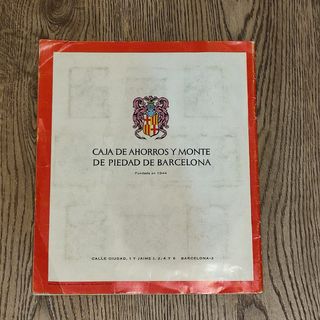 CAJA DE AHORROS Y MONTE
DE PIEDAD DE BARCELONA
Fundada en 1844
CALLE CIUDAD, 1 Y JAIME I, 2, 4 Y 6 BARCELONA-2